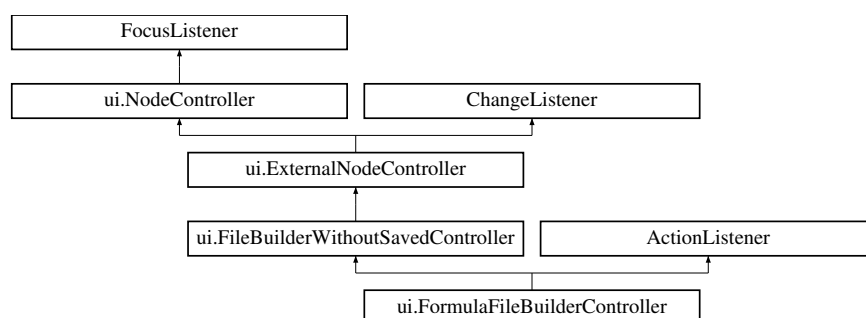 FocusListener
ui.NodeController
ChangeListener
ui.ExternalNodeController
ui.FileBuilderWithoutSavedController
ActionListener
ui.FormulaFileBuilderController